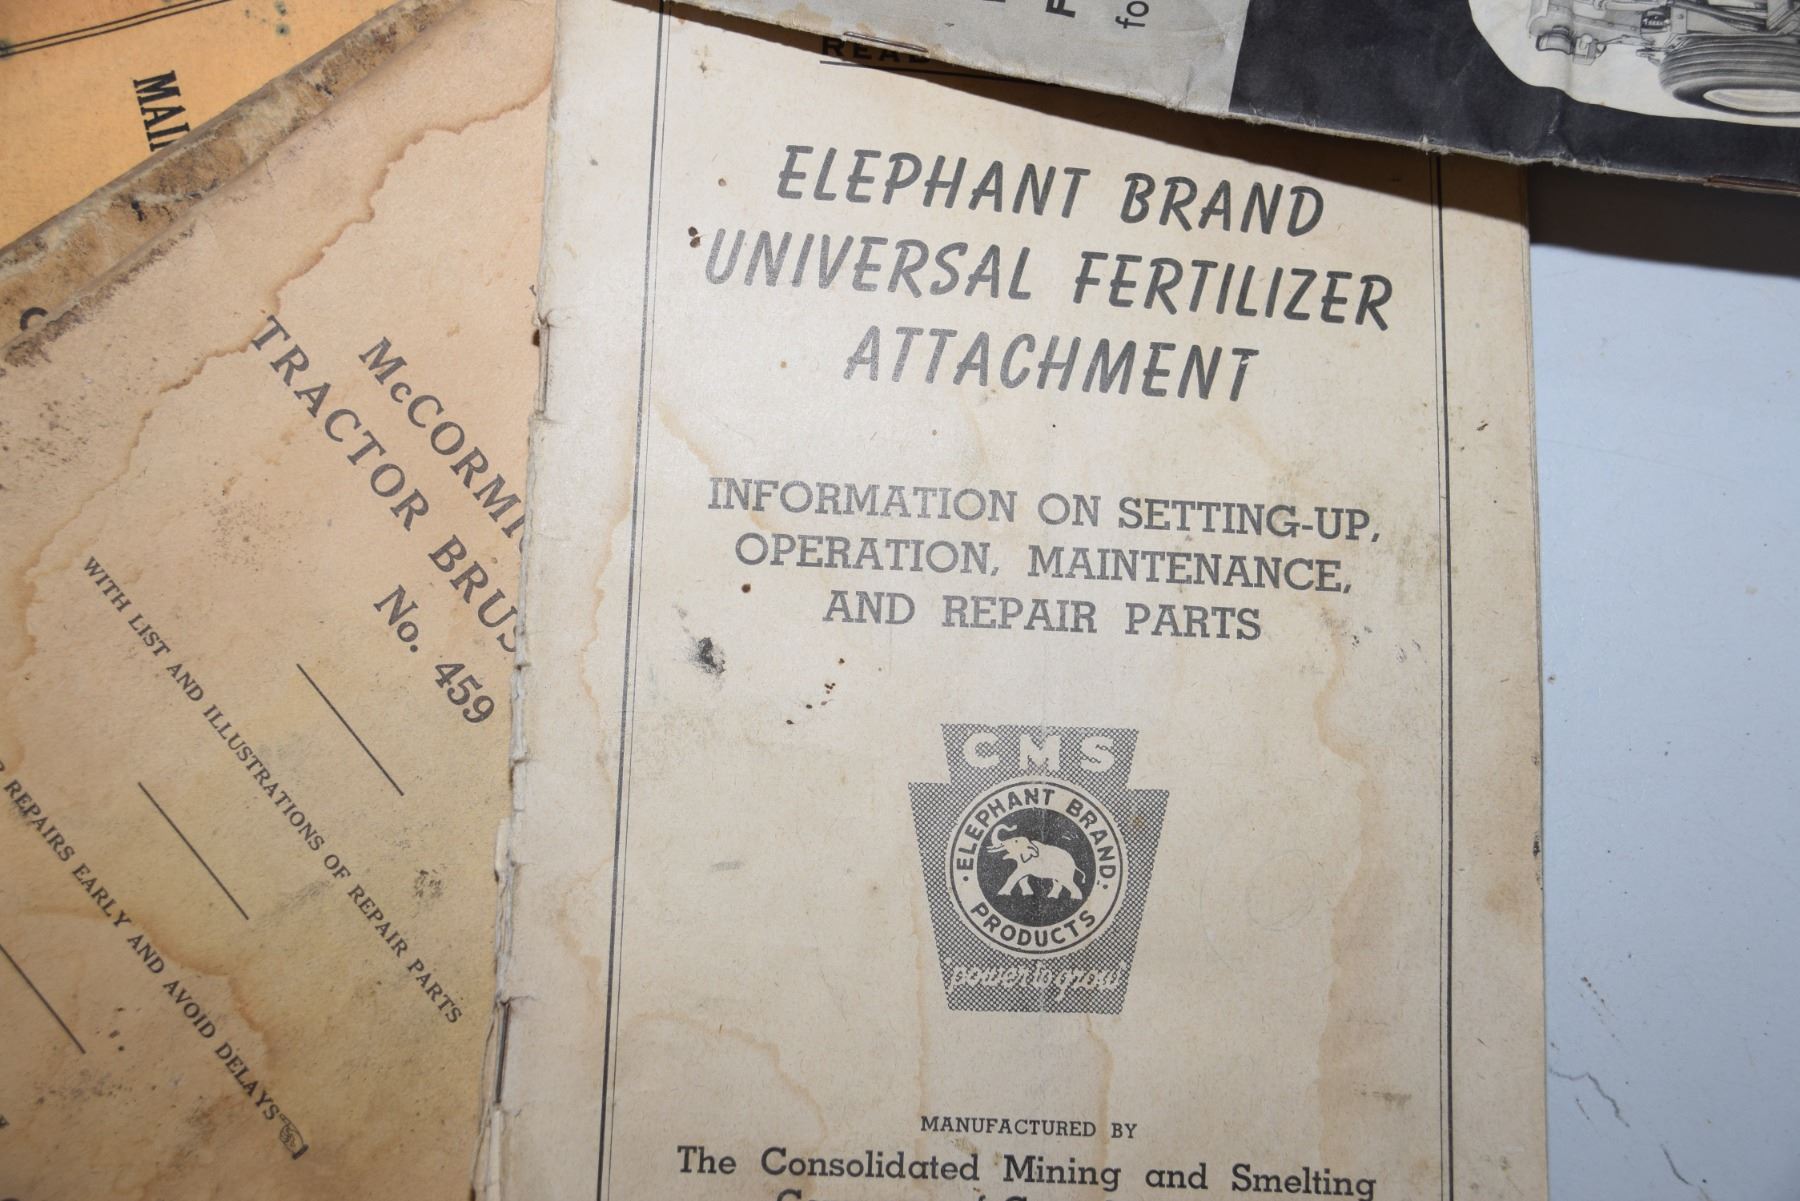 ELEPHANT BRAND
UNIVERSAL FERTILIZER
ATTACHMENT
INFORMATION ON SETTING-UP,
OPERATION, MAINTENANCE,
AND REPAIR PARTS
CMS
ELEPHANT BRAND
PRODUCTS
power to grow
MANUFACTURED BY
The Consolidated Mining and Smelting
TRACTOR
No. 459
WITH LIST AND ILLUSTRATIONS OF REPAIR PARTS
REPAIRS EARLY AND AVOID DELAYS